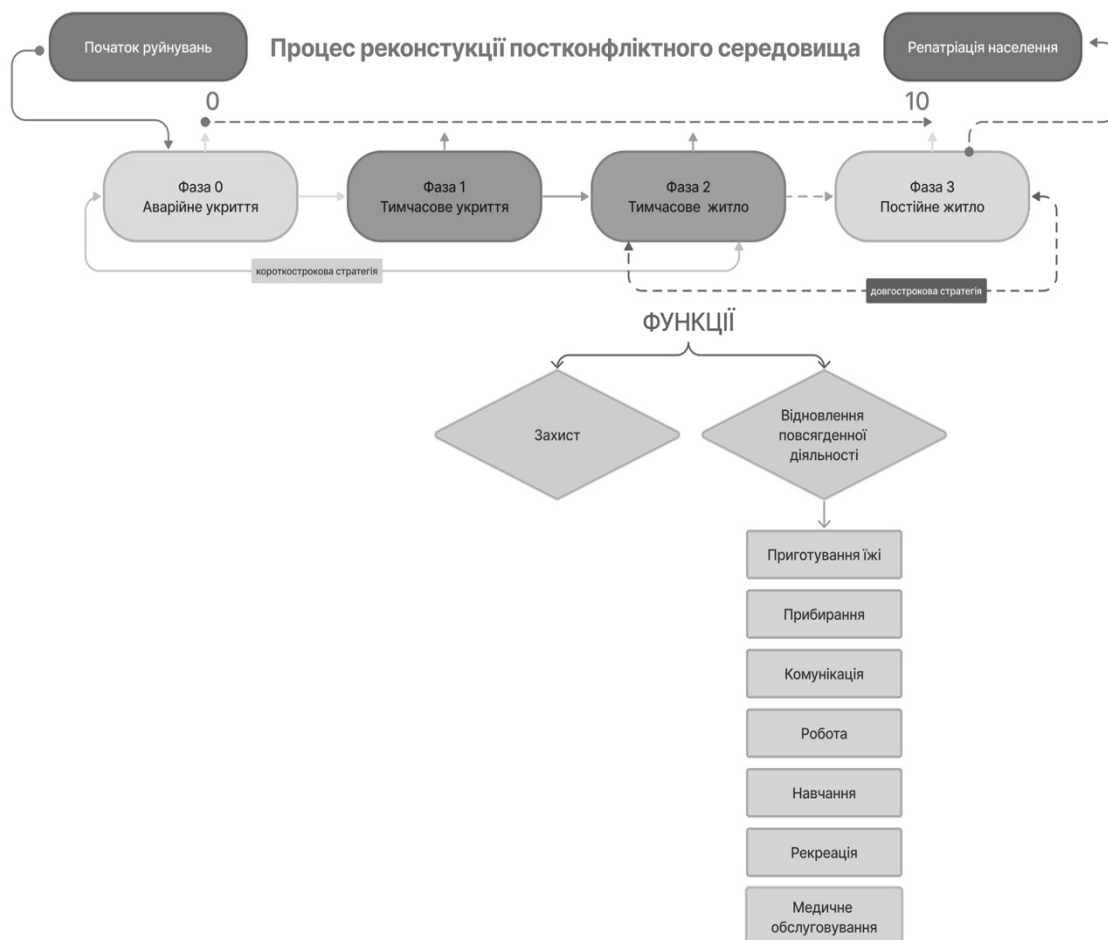 Початок руйнувань
Процес реконстукції постконфліктного середовища
Репатріація населення
0
10
Фаза 0
Аварійне укриття
Фаза 1
Тимчасове укриття
Фаза 2
Тимчасове житло
Фаза 3
Постійне житло
короткострокова стратегія
довгострокова стратегія
ФУНКЦІЇ
Захист
Відновлення
повсягденної
діяльності
Приготування їжі
Прибирання
Комунікація
Робота
Навчання
Рекреація
Медичне
обслуговування